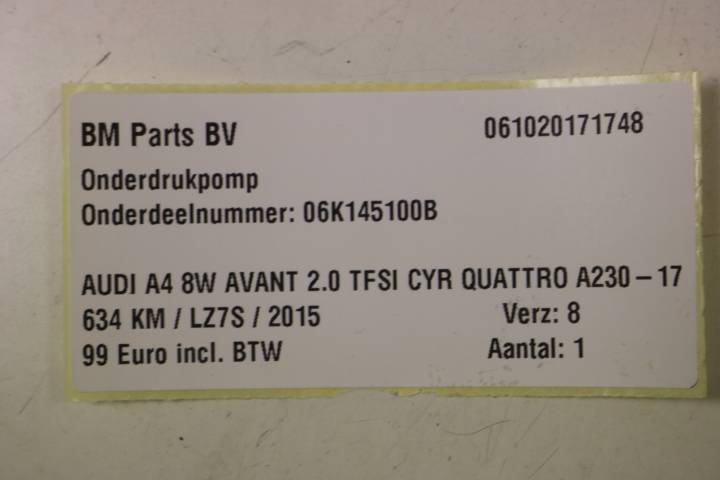 BM Parts BV 061020171748
Onderdrukpomp
Onderdeelnummer: 06K145100B
AUDI A4 8W AVANT 2.0 TFSI CYR QUATTRO A230-17
634 KM / LZ7S / 2015 Verz: 8
99 Euro incl. BTW Aantal: 1